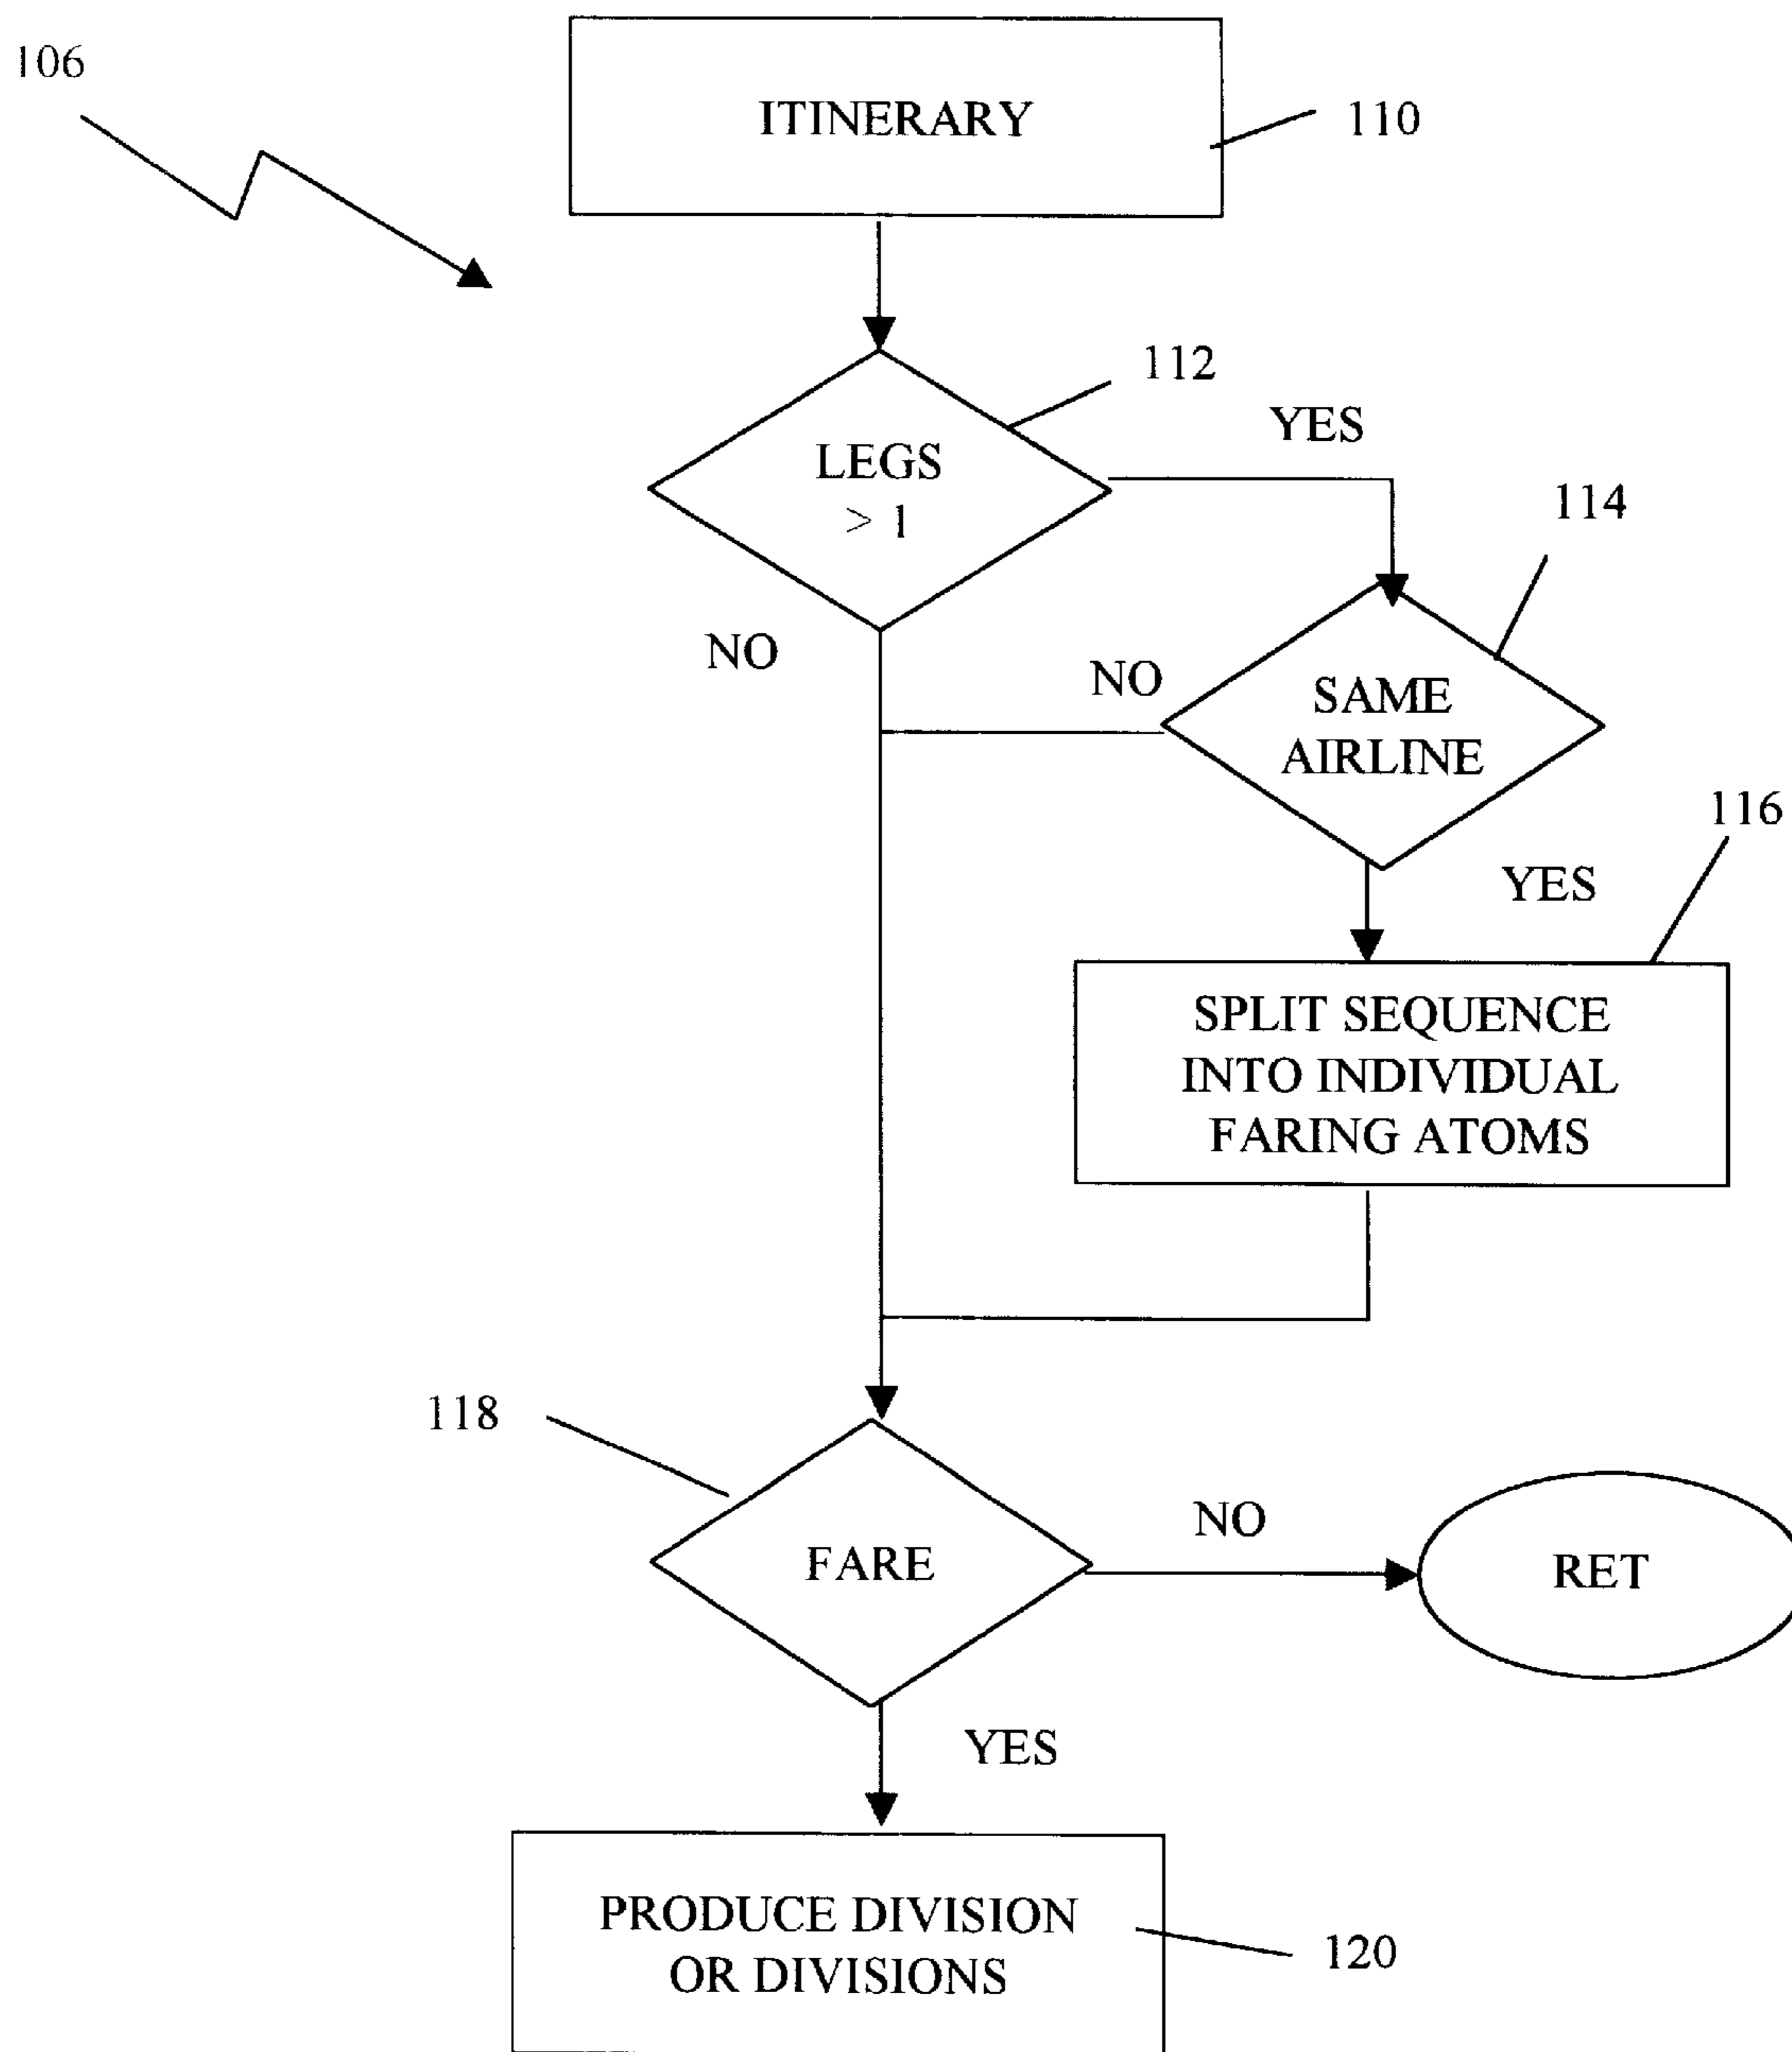 106
ITINERARY
110
LEGS
> 1
112
YES
114
NO
NO
SAME
AIRLINE
116
YES
SPLIT SEQUENCE
INTO INDIVIDUAL
FARING ATOMS
118
FARE
NO
RET
YES
PRODUCE DIVISION
OR DIVISIONS
120